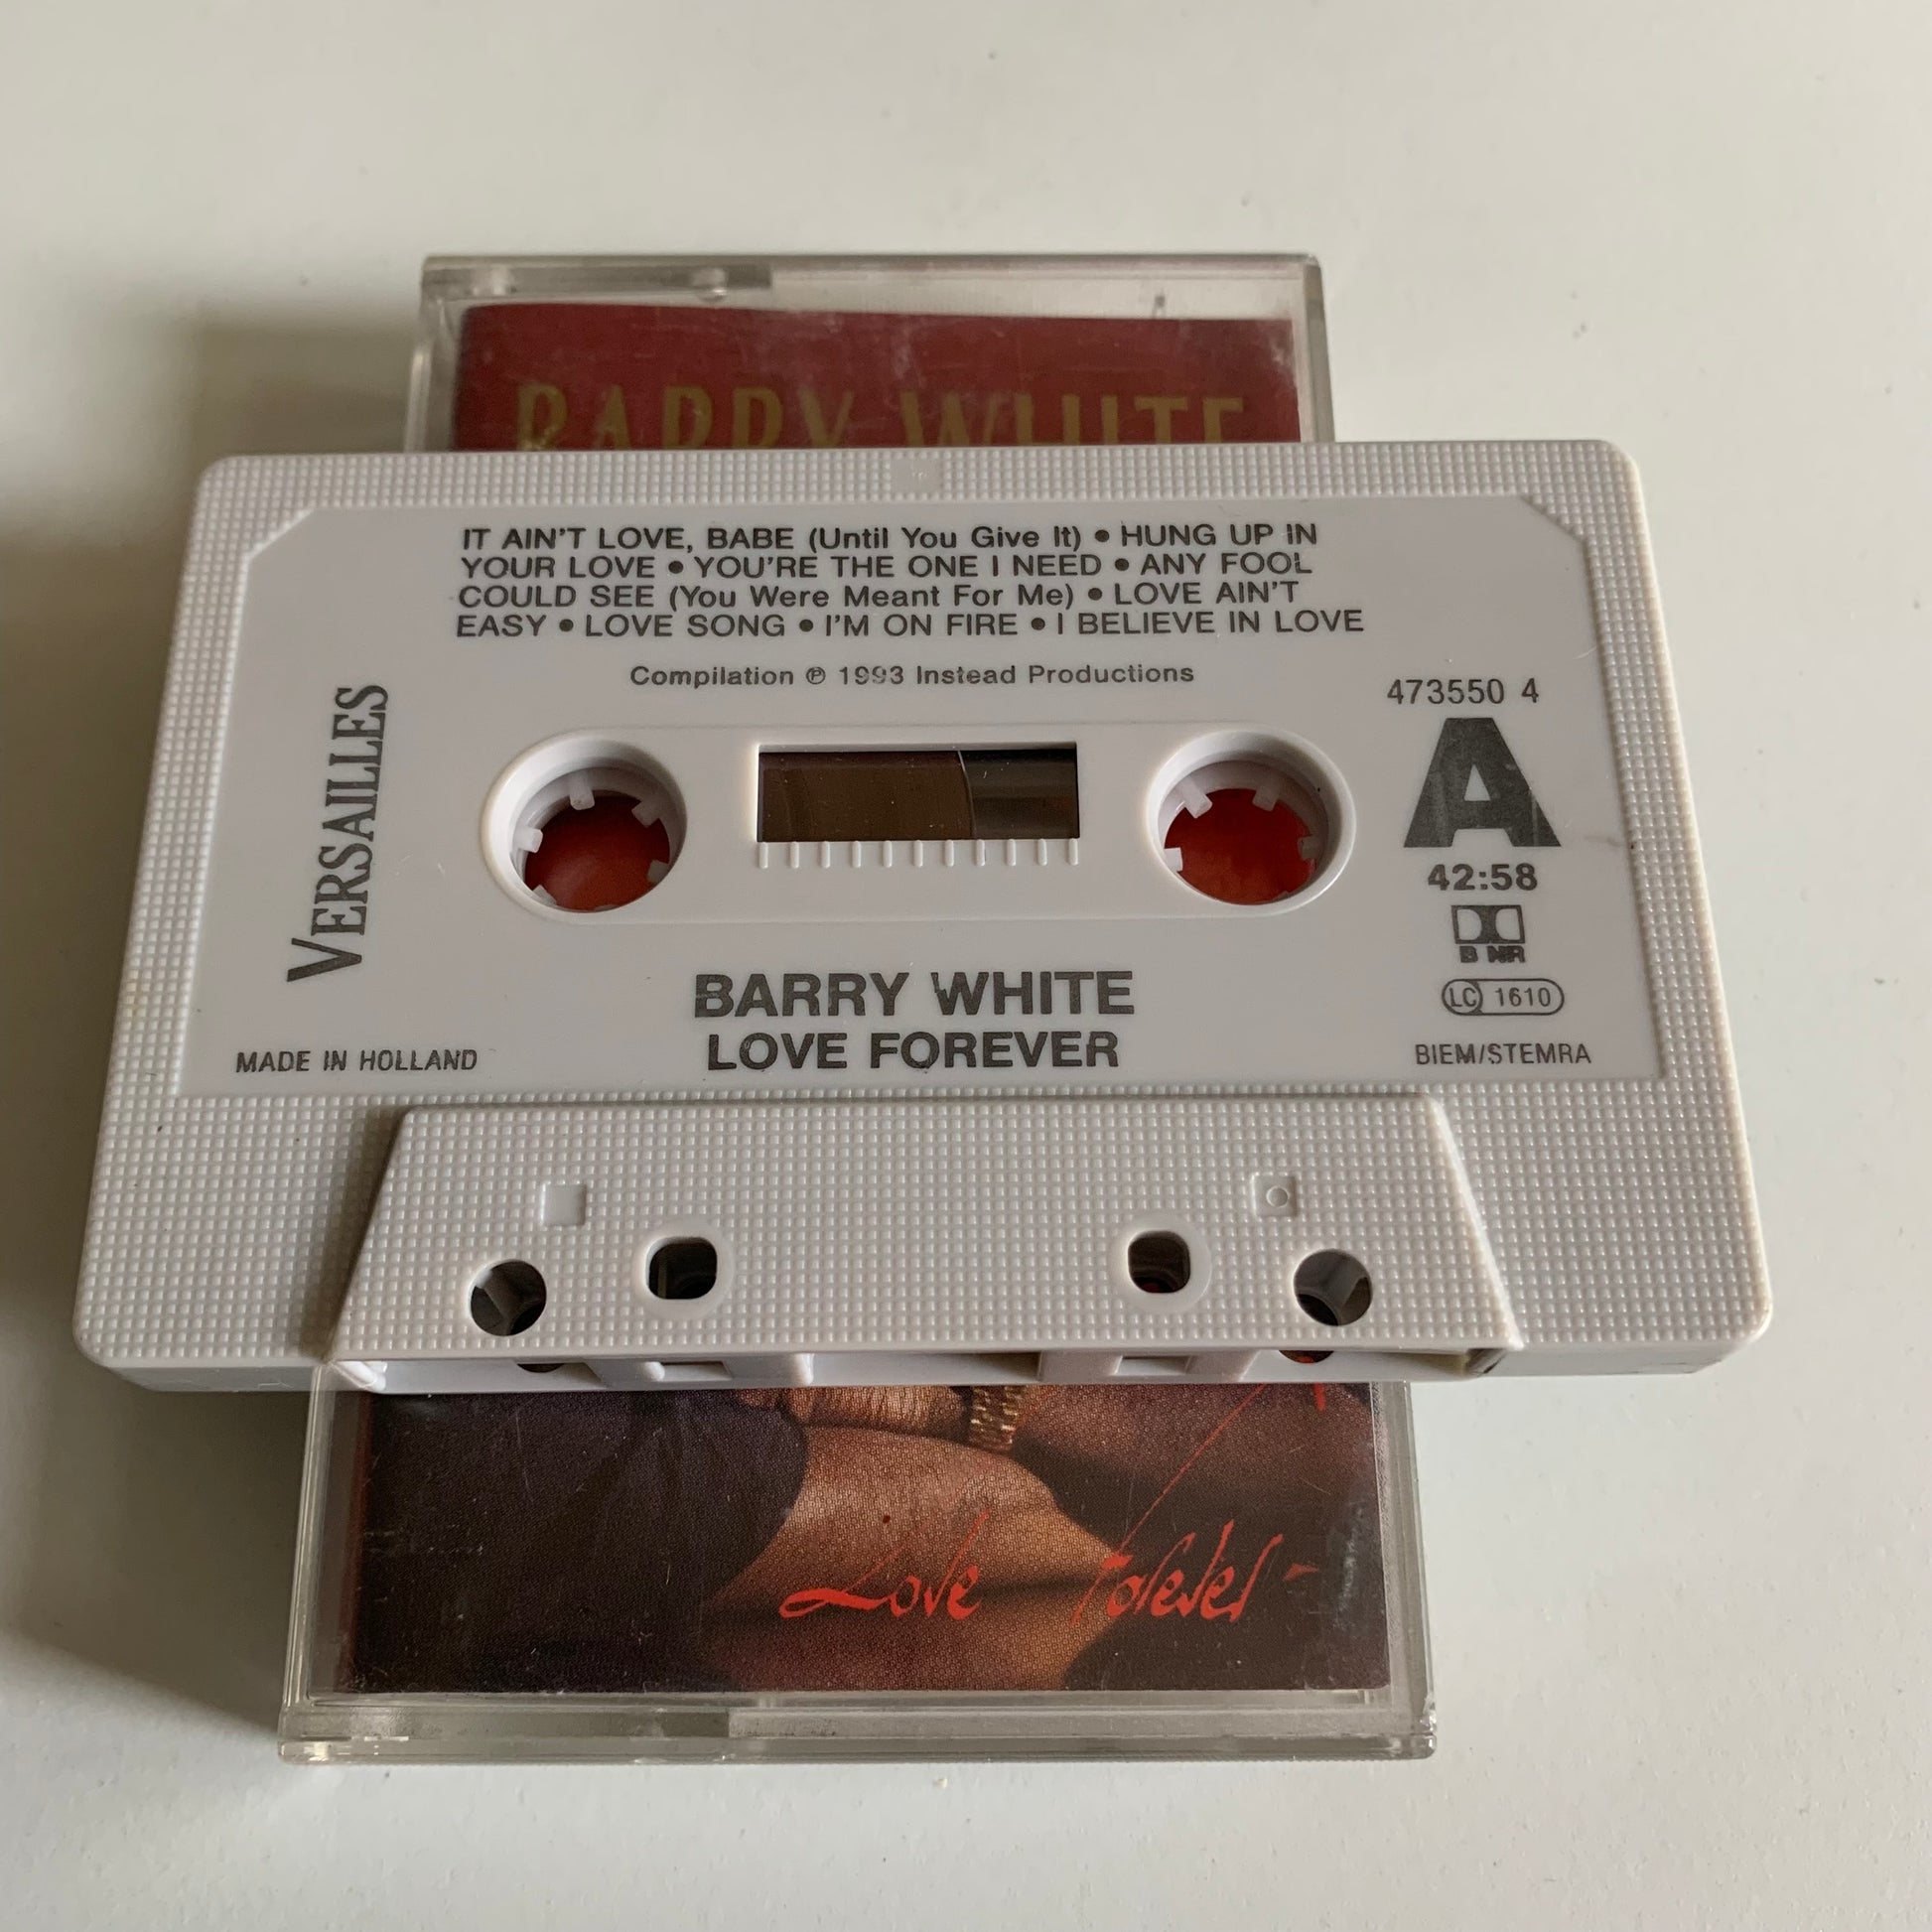 BARRY WHITE
IT AIN'T LOVE, BABE (Until You Give It) • HUNG UP IN
YOUR LOVE • YOU'RE THE ONE I NEED • ANY FOOL
COULD SEE (You Were Meant For Me) • LOVE AIN'T
EASY • LOVE SONG • I'M ON FIRE • I BELIEVE IN LOVE
Compilation ℗ 1993 Instead Productions
VERSAILLES
473550 4
A
42:58
B NR
LC 1610
BARRY WHITE
LOVE FOREVER
MADE IN HOLLAND
BIEM/STEMRA
Love Forever